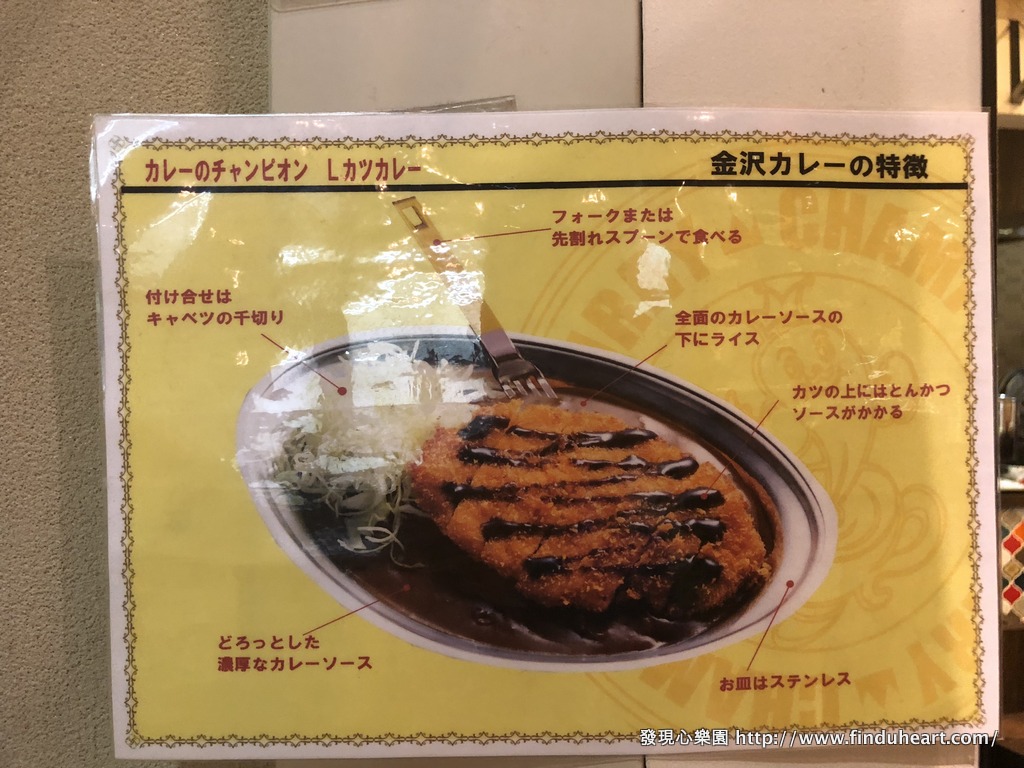 カレーのチャンピオン Lカツカレー
金沢カレーの特徴
フォークまたは
先割れスプーンで食べる
付け合せは
キャベツの千切り
全面のカレーソースの
下にライス
カツの上にはとんかつ
ソースがかかる
どろっとした
濃厚なカレーソース
お皿はステンレス
發現心樂園 http://www.finduheart.com/